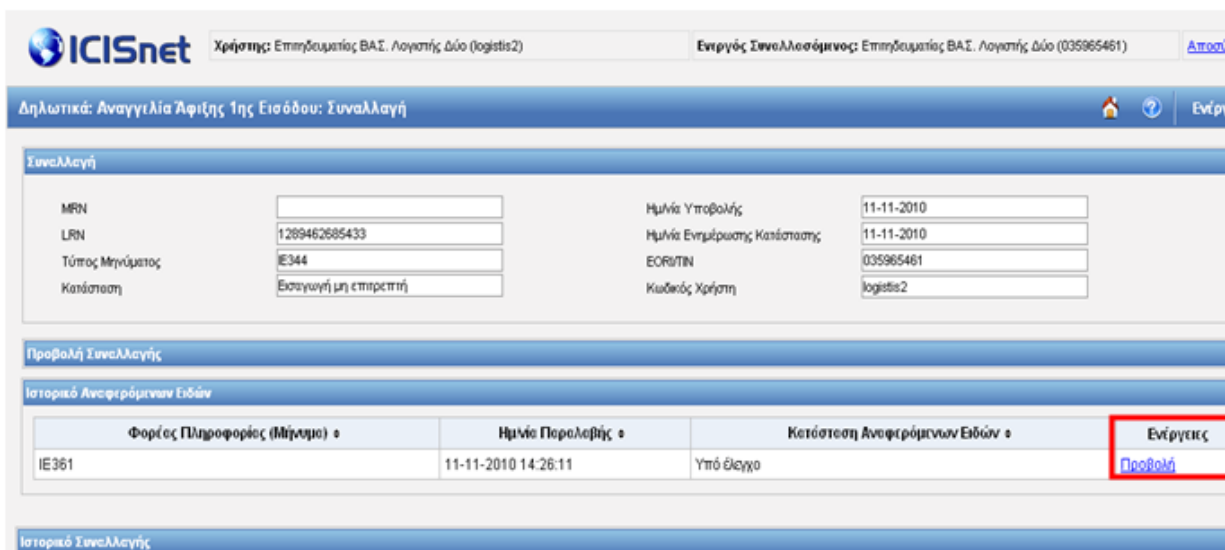 ICISnet Χρήστης: Επιτηδευματίας ΒΑΣ. Λογιστής Δύο (logistis2) Ενεργός Συναλλασόμενος: Επιτηδευματίας ΒΑΣ. Λογιστής Δύο (035965461)
Δηλωτικά: Αναγγελία Άφιξης 1ης Εισόδου: Συναλλαγή
Συναλλαγή
MRN Ημ/νία Υποβολής 11-11-2010
LRN 1289462685433 Ημ/νία Ενημέρωσης Κατάστασης 11-11-2010
Τύπος Μηνύματος IE344 EORI/TIN 035965461
Κατάσταση Εισαγωγή μη επιτρεπτή Κωδικός Χρήστη logistis2
Προβολή Συναλλαγής
Ιστορικό Αναφερόμενων Ειδών
Φορέας Πληροφορίας (Μήνυμα) Ημ/νία Παραλαβής Κατάσταση Αναφερόμενων Ειδών Ενέργειες
IE361 11-11-2010 14:26:11 Υπό έλεγχο Προβολή
Ιστορικό Συναλλαγής